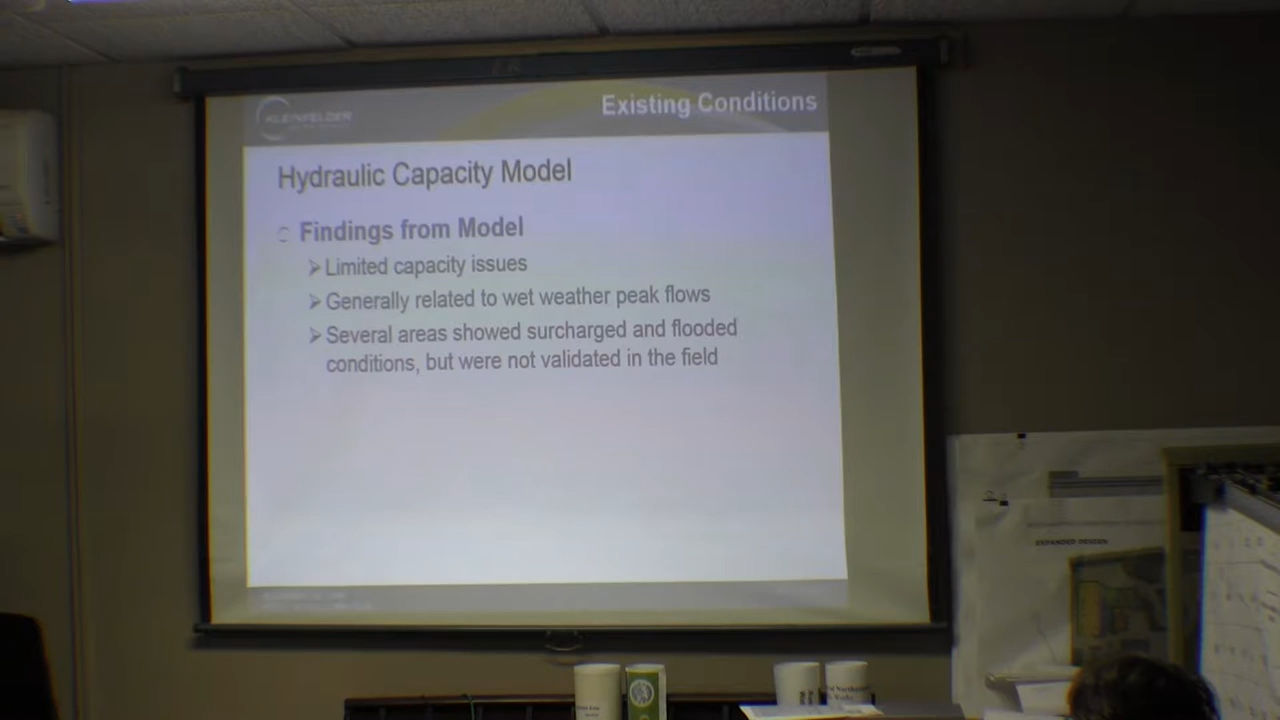 KLEINFELDER
Existing Conditions
Hydraulic Capacity Model
Findings from Model
Limited capacity issues
Generally related to wet weather peak flows
Several areas showed surcharged and flooded
conditions, but were not validated in the field
EXPANDED DESIGN